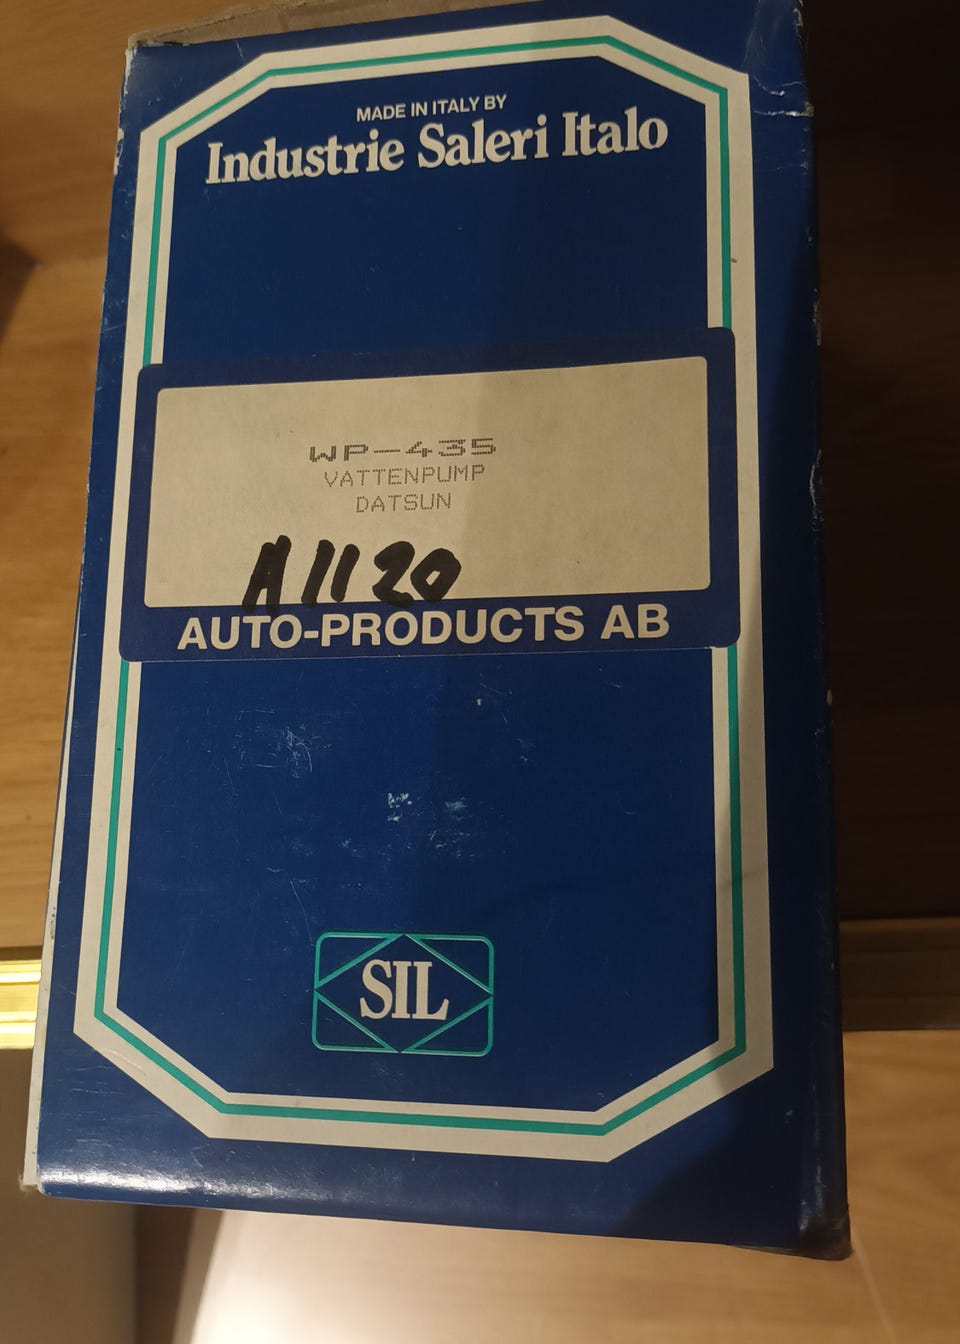 MADE IN ITALY BY
Industrie Saleri Italo
WP-435
VATTENPUMP
DATSUN
A1120
AUTO-PRODUCTS AB
SIL